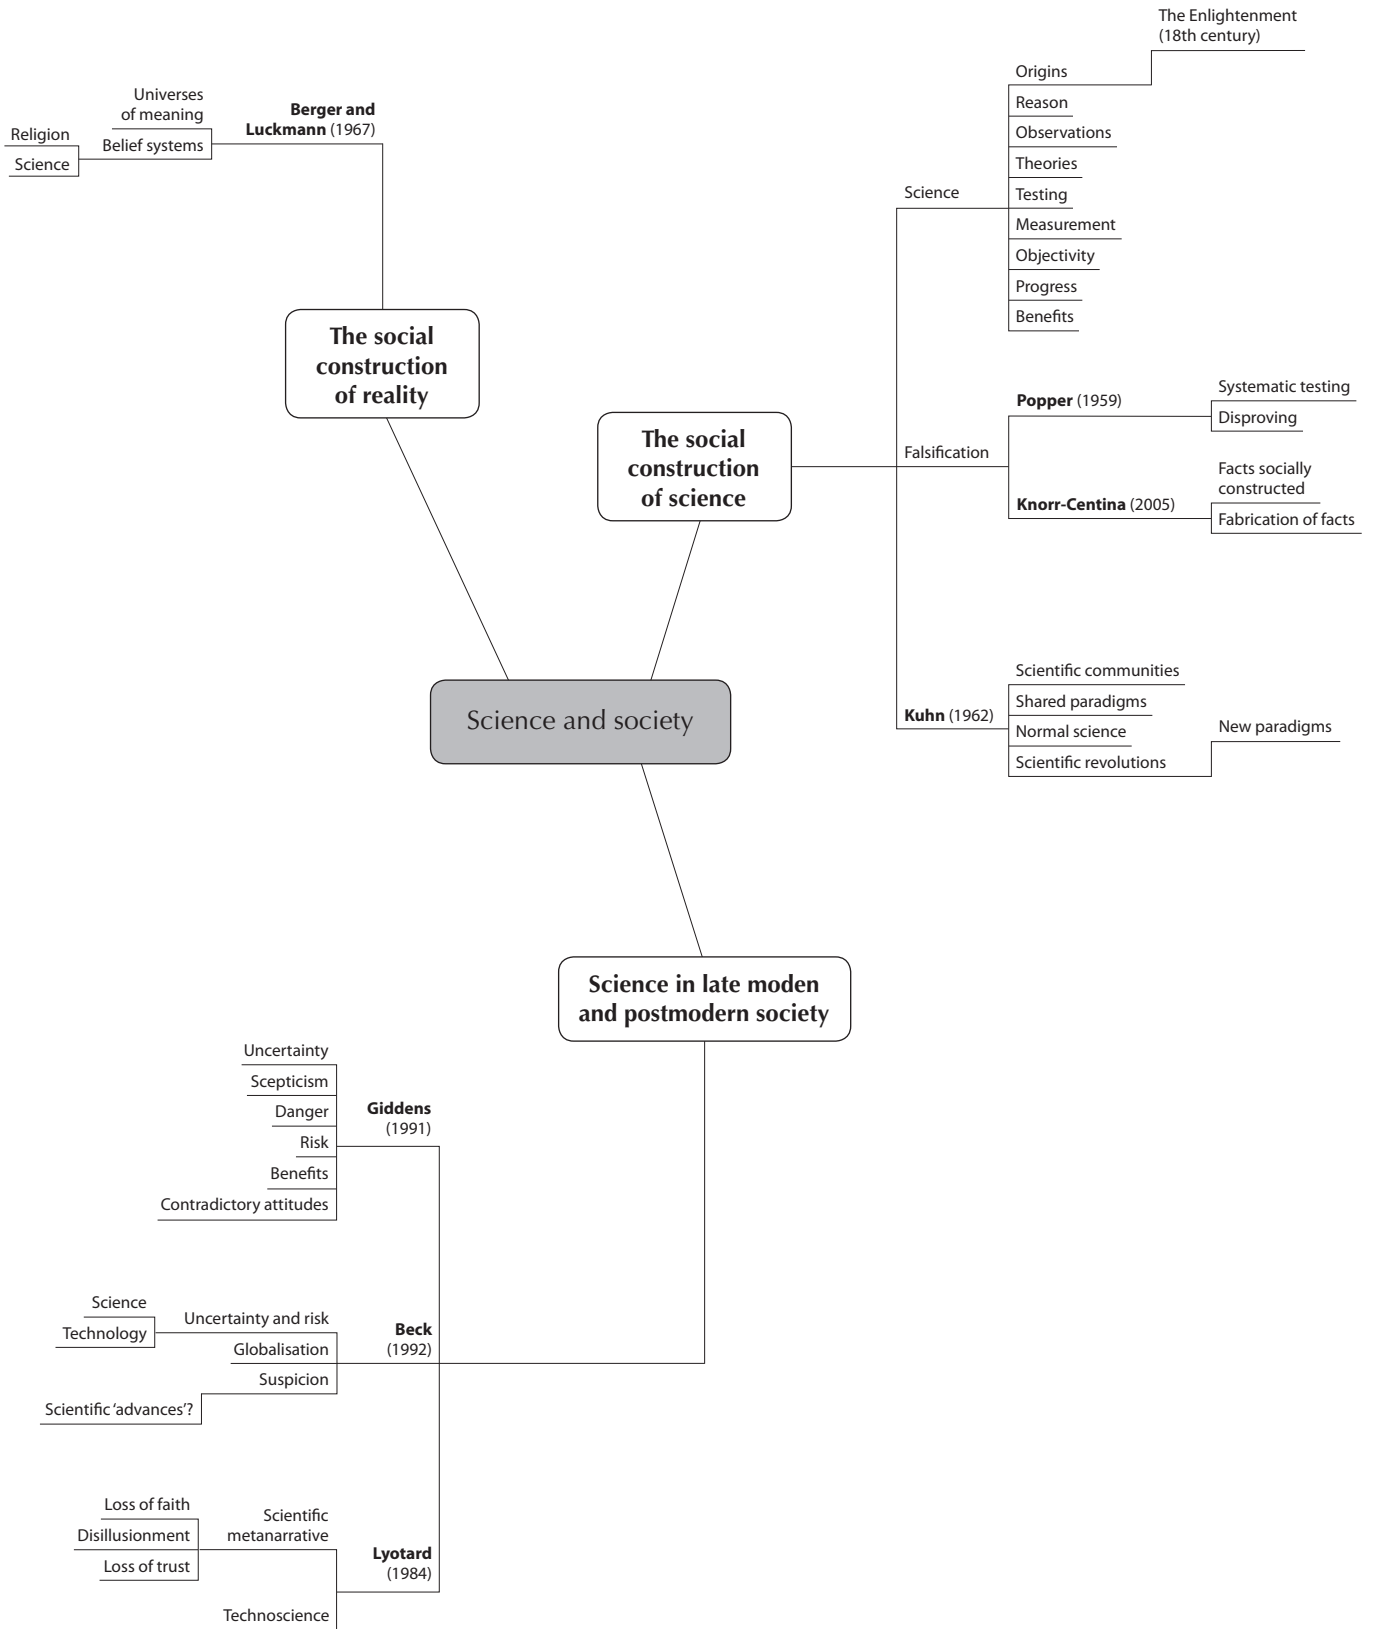 The Enlightenment
(18th century)
Origins
Reason
Observations
Theories
Testing
Measurement
Objectivity
Progress
Benefits
Science
Universes
of meaning
Belief systems
Berger and
Luckmann (1967)
Religion
Science
The social
construction
of reality
The social
construction
of science
Falsification
Popper (1959)
Systematic testing
Disproving
Knorr-Centina (2005)
Facts socially
constructed
Fabrication of facts
Kuhn (1962)
Scientific communities
Shared paradigms
Normal science
Scientific revolutions
New paradigms
Science and society
Science in late moden
and postmodern society
Giddens
(1991)
Uncertainty
Scepticism
Danger
Risk
Benefits
Contradictory attitudes
Beck
(1992)
Uncertainty and risk
Globalisation
Suspicion
Science
Technology
Scientific ‘advances’?
Lyotard
(1984)
Scientific
metanarrative
Loss of faith
Disillusionment
Loss of trust
Technoscience